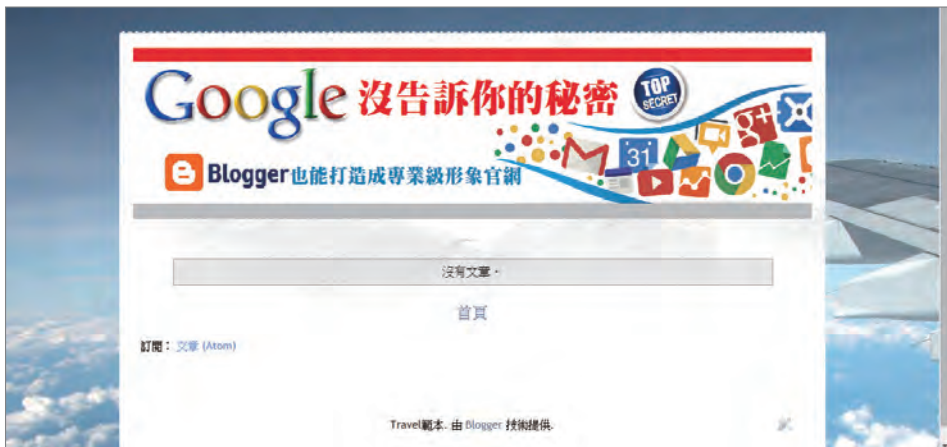 Google 沒告訴你的秘密 TOP SECRET
31 g+
Blogger也能打造成專業級形象官網
沒有文章。
首頁
訂閱： 文章 (Atom)
Travel範本. 由 Blogger 技術提供.